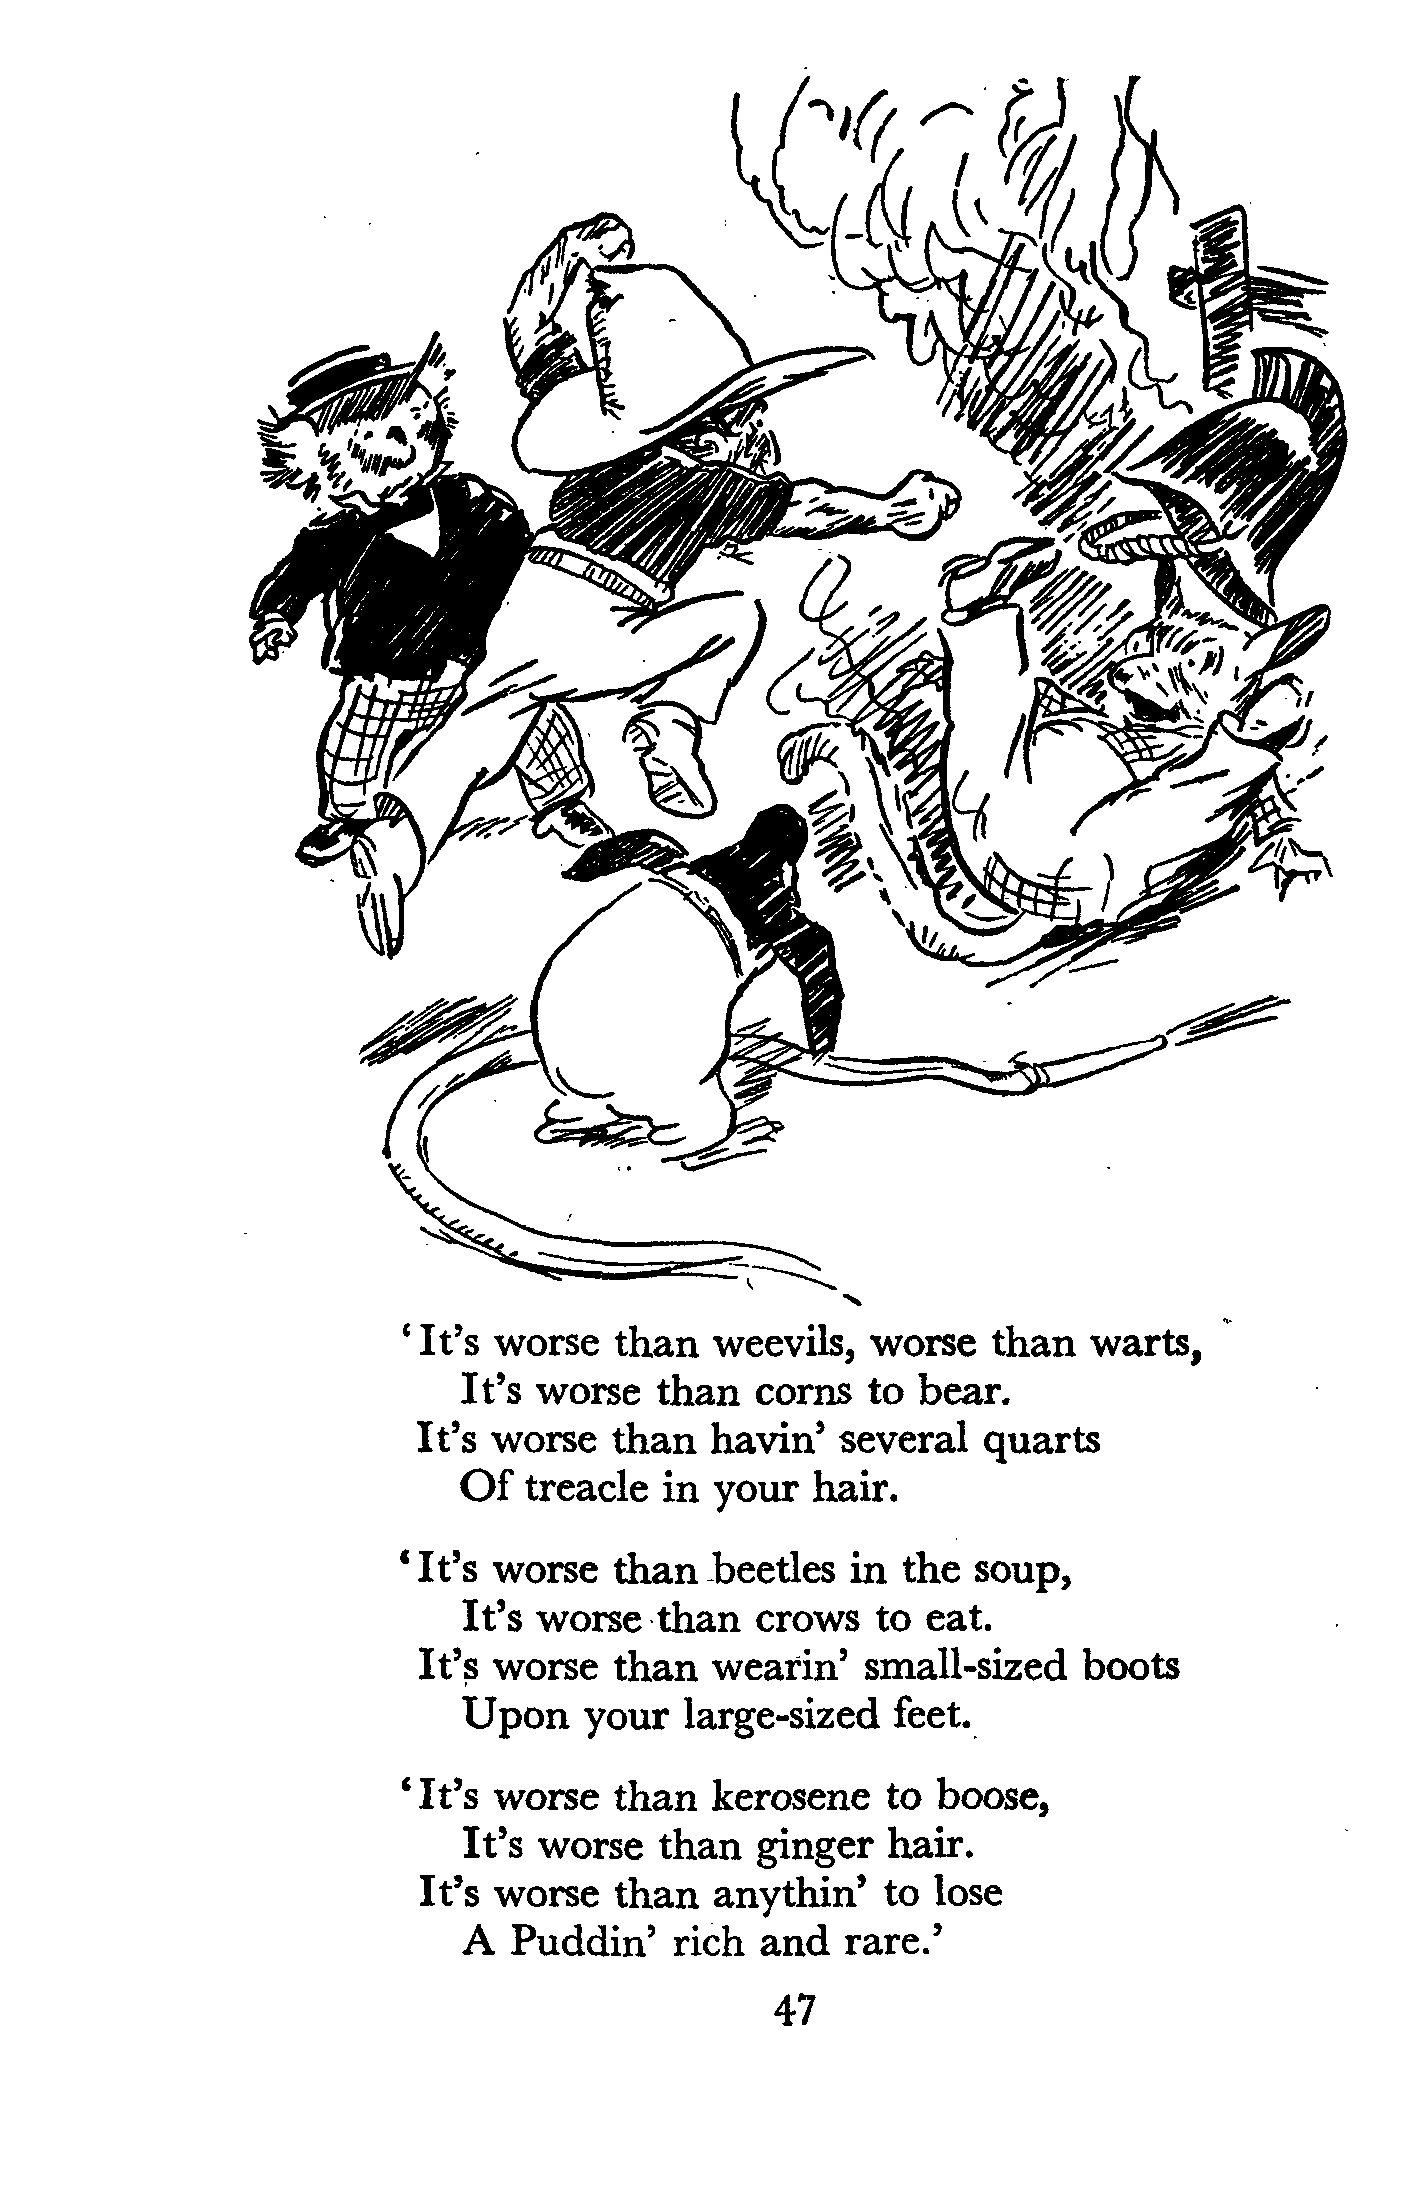 ‘It’s worse than weevils, worse than warts,
It’s worse than corns to bear.
It’s worse than havin’ several quarts
Of treacle in your hair.
‘It’s worse than beetles in the soup,
It’s worse than crows to eat.
It’s worse than wearin’ small-sized boots
Upon your large-sized feet.
‘It’s worse than kerosene to boose,
It’s worse than ginger hair.
It’s worse than anythin’ to lose
A Puddin’ rich and rare.’
47